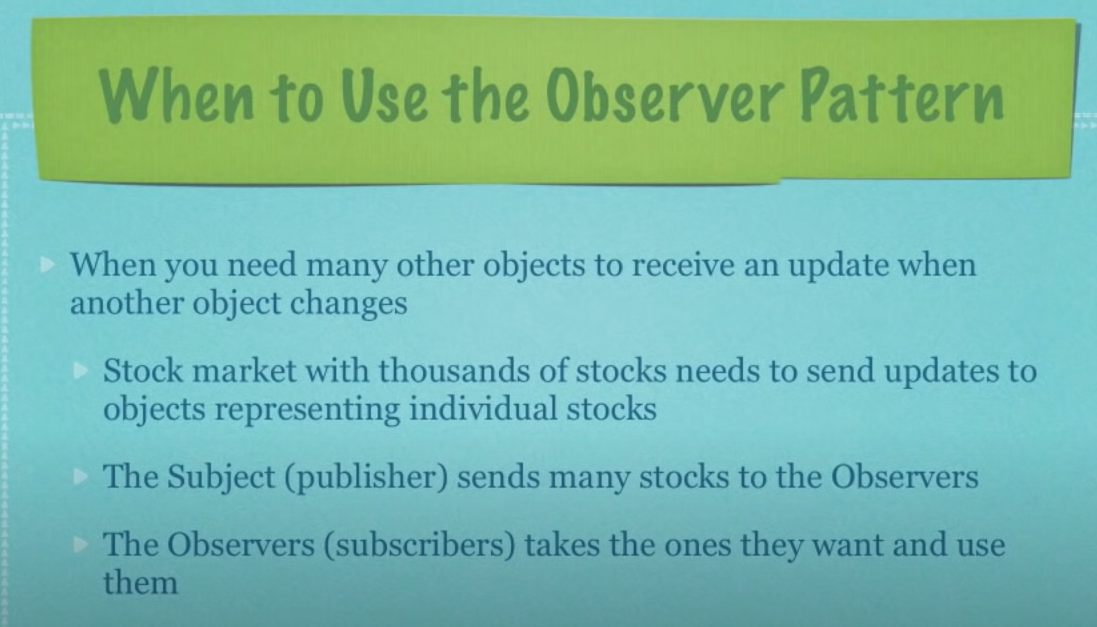 When to Use the Observer Pattern
When you need many other objects to receive an update when
another object changes
Stock market with thousands of stocks needs to send updates to
objects representing individual stocks
The Subject (publisher) sends many stocks to the Observers
The Observers (subscribers) takes the ones they want and use
them